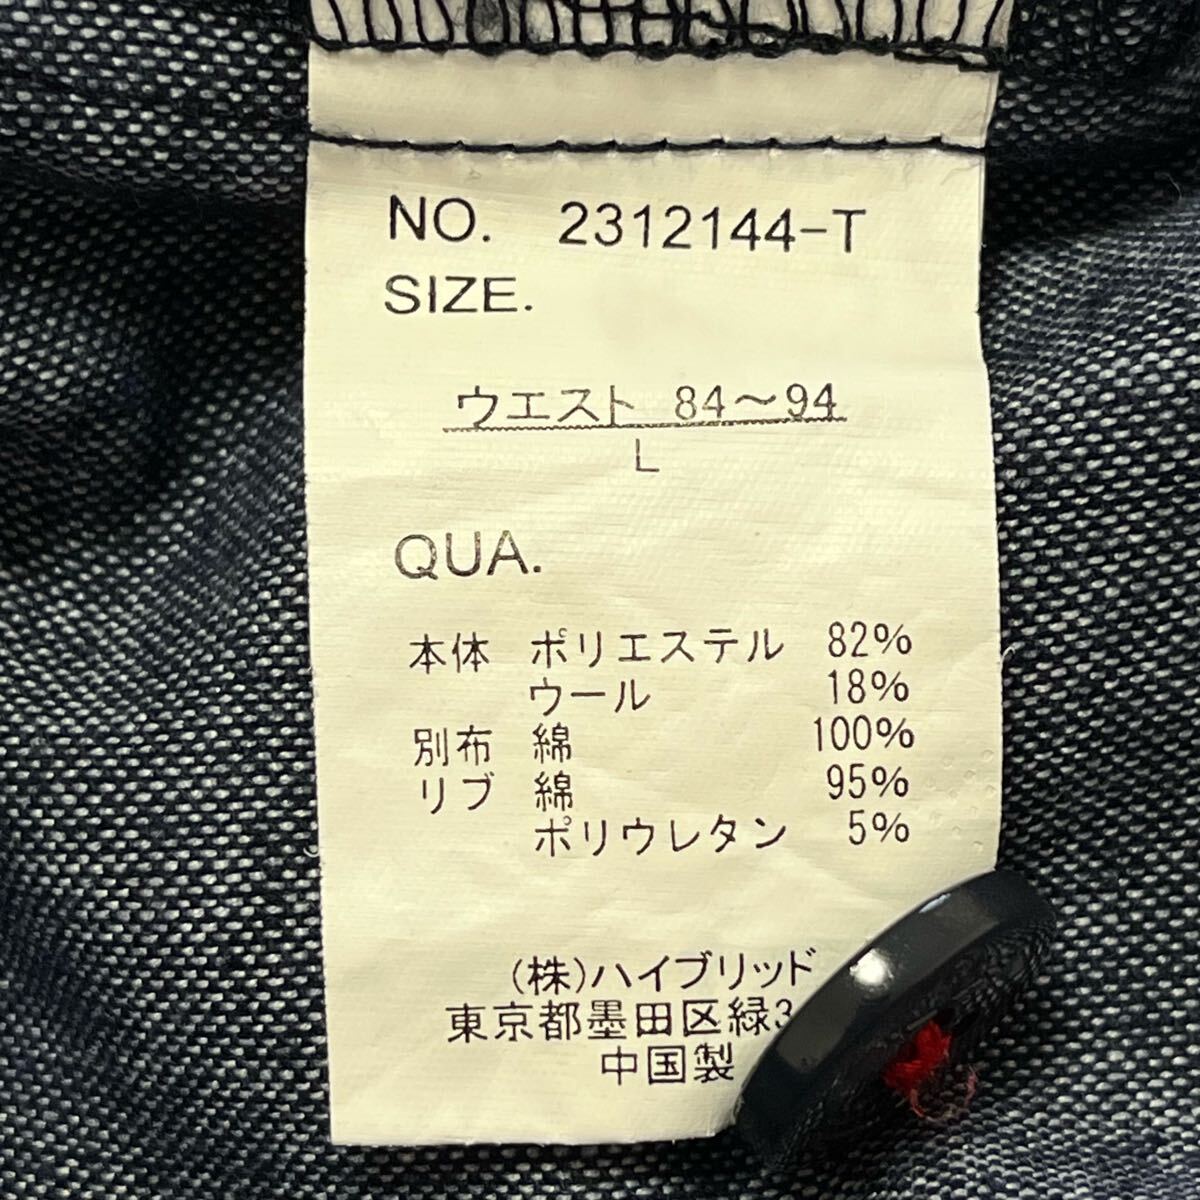 NO. 2312144-T
SIZE.
ウエスト 84～94
L
QUA.
本体 ポリエステル 82%
ウール 18%
別布 綿 100%
リブ 綿 95%
ポリウレタン 5%
(株)ハイブリッド
東京都墨田区緑3
中国製